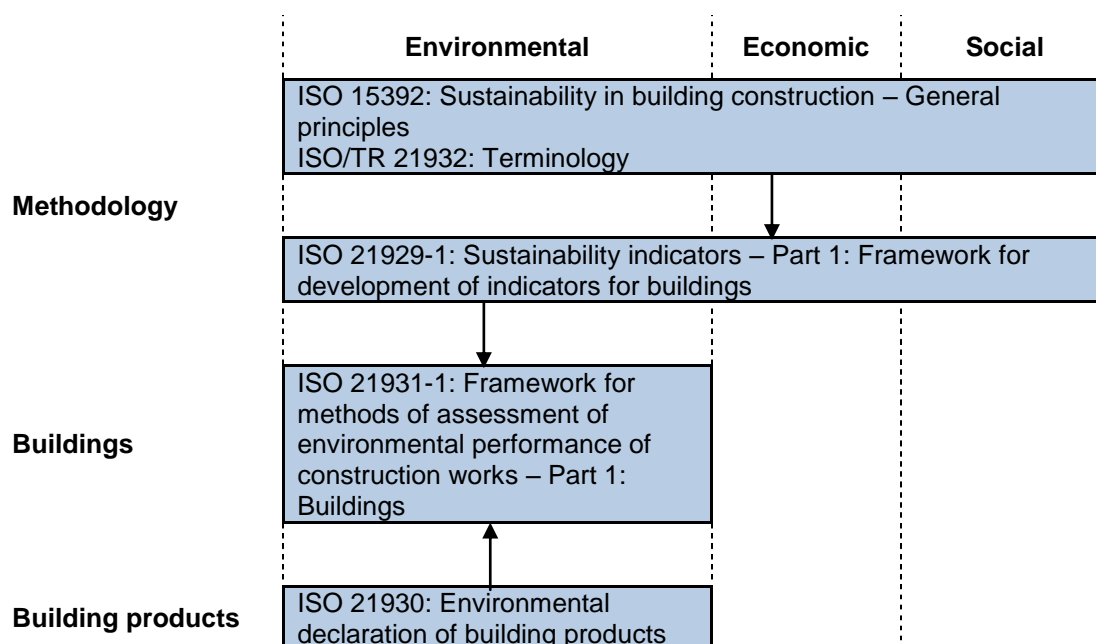 Environmental Economic Social
ISO 15392: Sustainability in building construction – General
principles
ISO/TR 21932: Terminology
Methodology
ISO 21929-1: Sustainability indicators – Part 1: Framework for
development of indicators for buildings
ISO 21931-1: Framework for
methods of assessment of
environmental performance of
construction works – Part 1:
Buildings
Buildings
ISO 21930: Environmental
declaration of building products
Building products